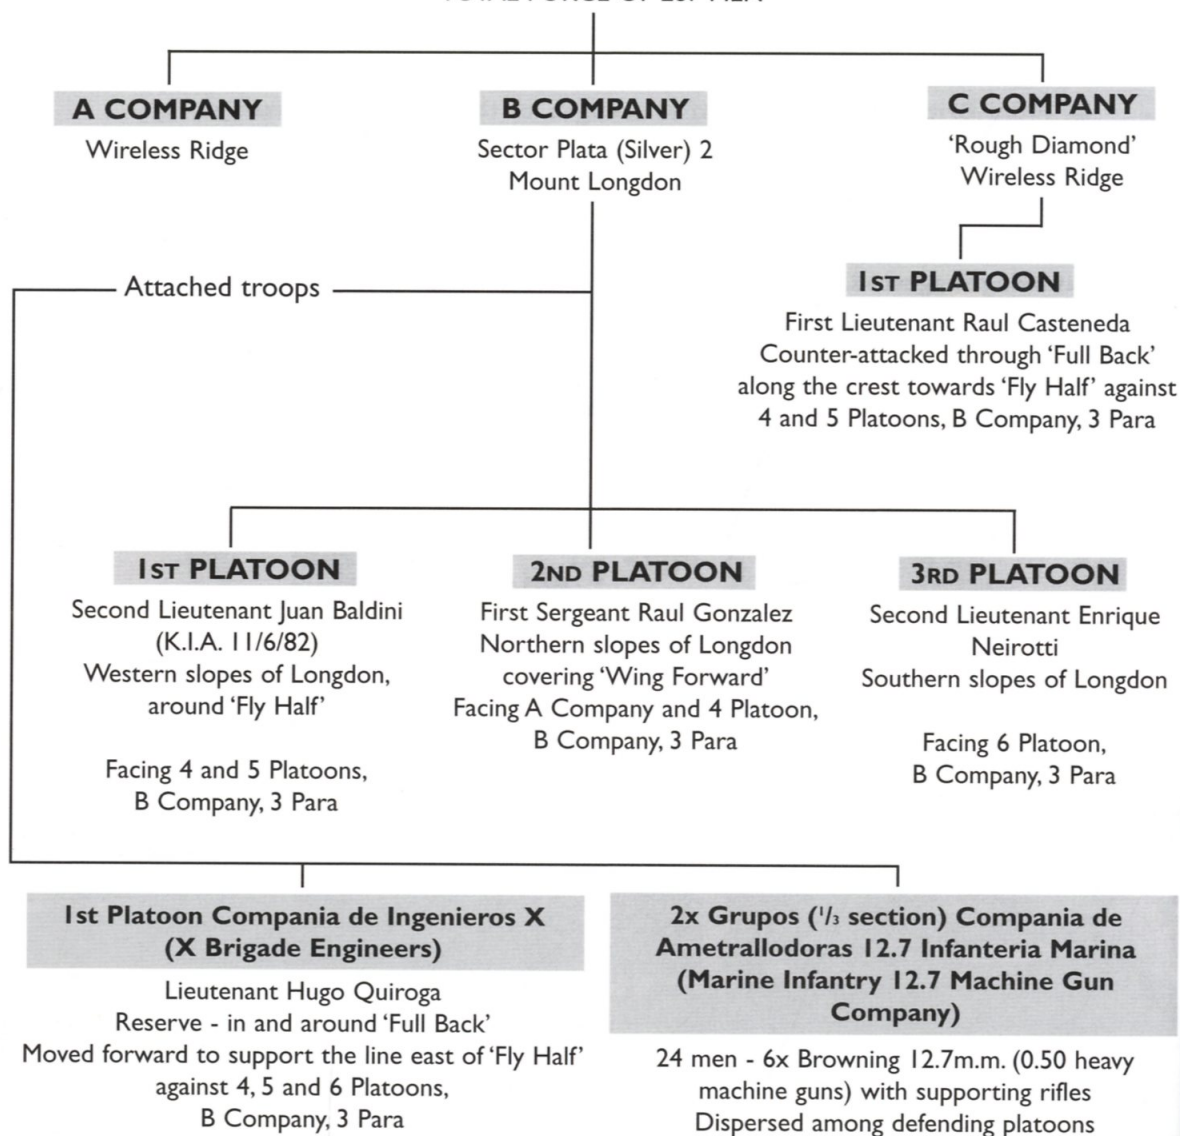 A COMPANY
Wireless Ridge
B COMPANY
Sector Plata (Silver) 2
Mount Longdon
C COMPANY
‘Rough Diamond’
Wireless Ridge
Attached troops
1ST PLATOON
First Lieutenant Raul Casteneda
Counter-attacked through ‘Full Back’
along the crest towards ‘Fly Half’ against
4 and 5 Platoons, B Company, 3 Para
1ST PLATOON
Second Lieutenant Juan Baldini
(K.I.A. 11/6/82)
Western slopes of Longdon,
around ‘Fly Half’
Facing 4 and 5 Platoons,
B Company, 3 Para
2ND PLATOON
First Sergeant Raul Gonzalez
Northern slopes of Longdon
covering ‘Wing Forward’
Facing A Company and 4 Platoon,
B Company, 3 Para
3RD PLATOON
Second Lieutenant Enrique
Neirotti
Southern slopes of Longdon
Facing 6 Platoon,
B Company, 3 Para
1st Platoon Compania de Ingenieros X
(X Brigade Engineers)
Lieutenant Hugo Quiroga
Reserve - in and around ‘Full Back’
Moved forward to support the line east of ‘Fly Half’
against 4, 5 and 6 Platoons,
B Company, 3 Para
2x Grupos (1/3 section) Compania de
Ametrallodoras 12.7 Infanteria Marina
(Marine Infantry 12.7 Machine Gun
Company)
24 men - 6x Browning 12.7m.m. (0.50 heavy
machine guns) with supporting rifles
Dispersed among defending platoons